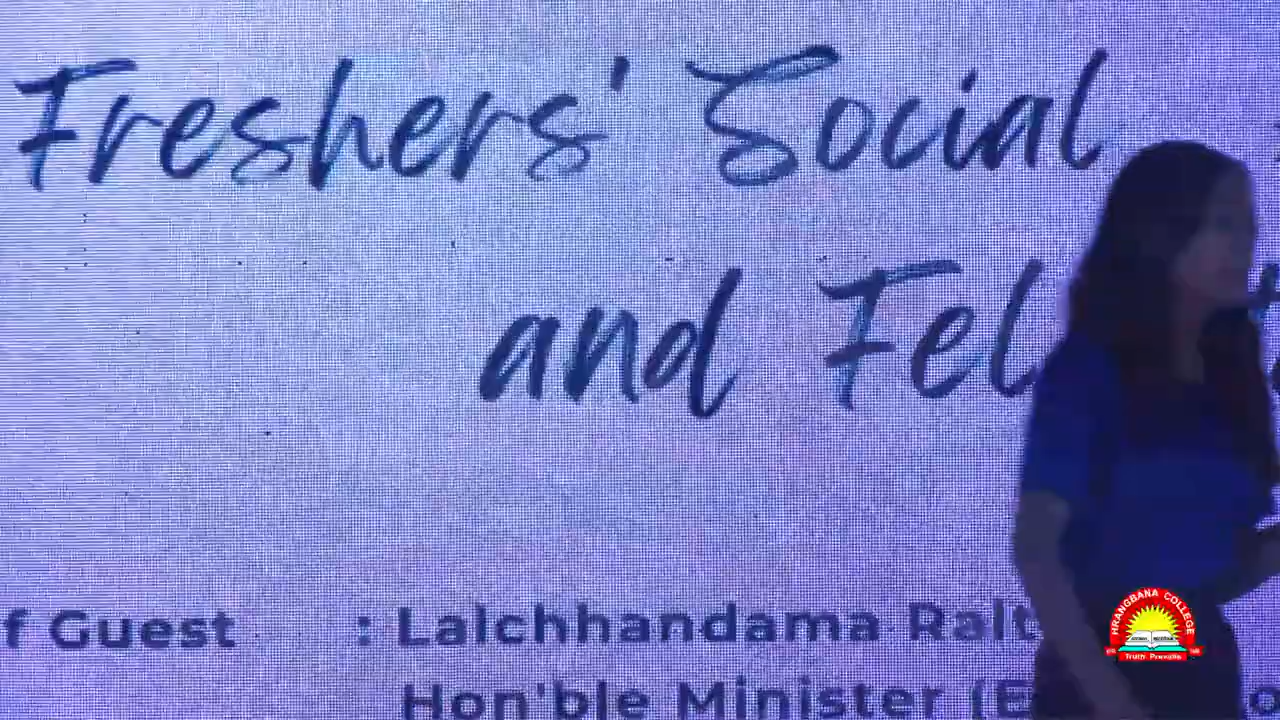 Freshers' Social
and Fel
f Guest : Lalchhandama Ralt
Hon'ble Minister (E
HRANGBANA COLLEGE
Truth Prevails